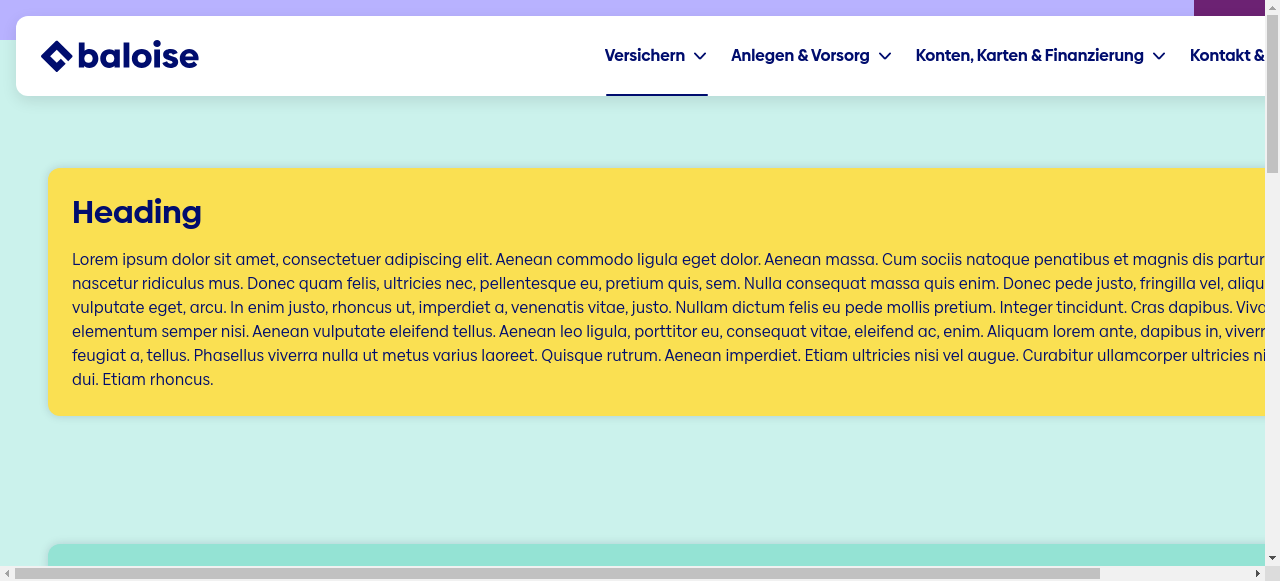 baloise
Versichern
Anlegen & Vorsorg
Konten, Karten & Finanzierung
Kontakt &
Heading
Lorem ipsum dolor sit amet, consectetuer adipiscing elit. Aenean commodo ligula eget dolor. Aenean massa. Cum sociis natoque penatibus et magnis dis partur
nascetur ridiculus mus. Donec quam felis, ultricies nec, pellentesque eu, pretium quis, sem. Nulla consequat massa quis enim. Donec pede justo, fringilla vel, aliqu
vulputate eget, arcu. In enim justo, rhoncus ut, imperdiet a, venenatis vitae, justo. Nullam dictum felis eu pede mollis pretium. Integer tincidunt. Cras dapibus. Viva
elementum semper nisi. Aenean vulputate eleifend tellus. Aenean leo ligula, porttitor eu, consequat vitae, eleifend ac, enim. Aliquam lorem ante, dapibus in, viverr
feugiat a, tellus. Phasellus viverra nulla ut metus varius laoreet. Quisque rutrum. Aenean imperdiet. Etiam ultricies nisi vel augue. Curabitur ullamcorper ultricies ni
dui. Etiam rhoncus.